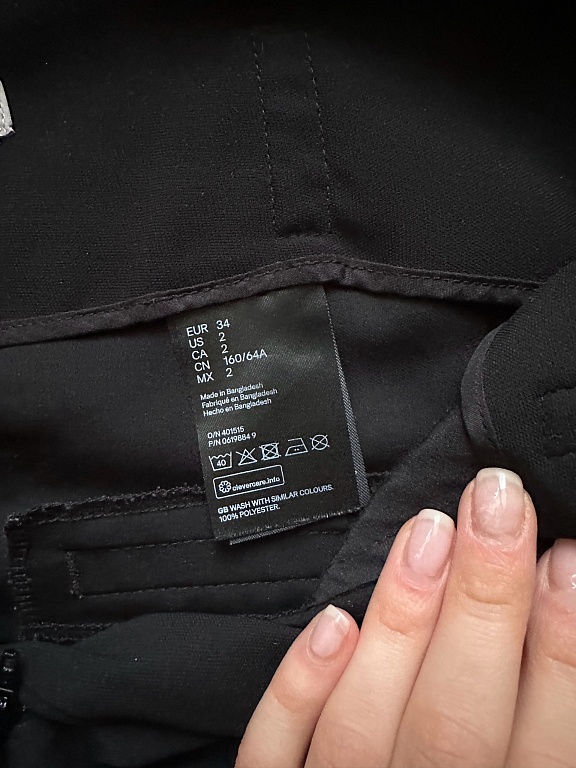 EUR 34
US 2
CA 2
CN 160/64A
MX 2
Made in Bangladesh
Fabriqué en Bangladesh
Hecho en Bangladesh
O/N 401515
P/N 0619884 9
40
clevercare.info
GB WASH WITH SIMILAR COLOURS.
100% POLYESTER.